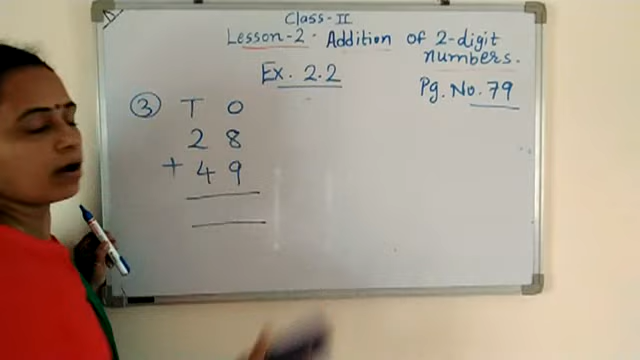 Class-II
Lesson-2 - Addition of 2-digit
numbers.
Ex. 2.2
Pg. No. 79
③ T O
2 8
+ 4 9